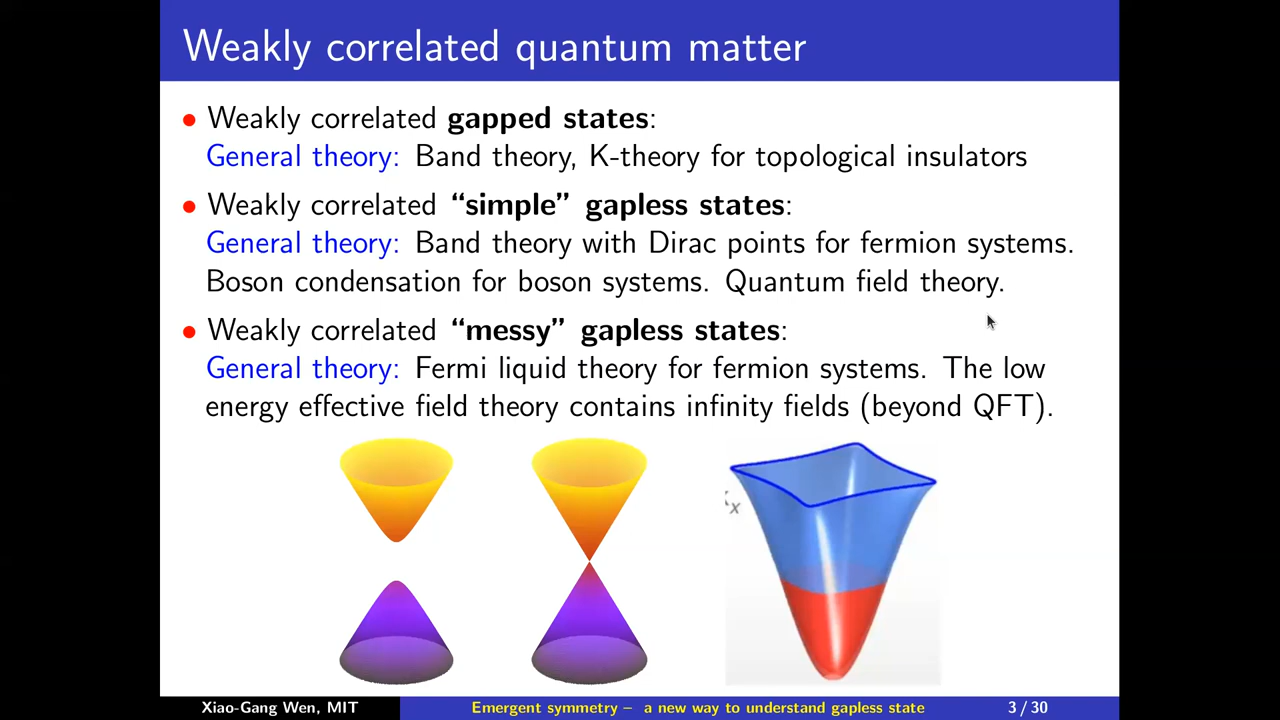 Weakly correlated quantum matter
• Weakly correlated gapped states:
General theory: Band theory, K-theory for topological insulators
• Weakly correlated “simple” gapless states:
General theory: Band theory with Dirac points for fermion systems.
Boson condensation for boson systems. Quantum field theory.
• Weakly correlated “messy” gapless states:
General theory: Fermi liquid theory for fermion systems. The low
energy effective field theory contains infinity fields (beyond QFT).
x
Xiao-Gang Wen, MIT
Emergent symmetry – a new way to understand gapless state
3 / 30